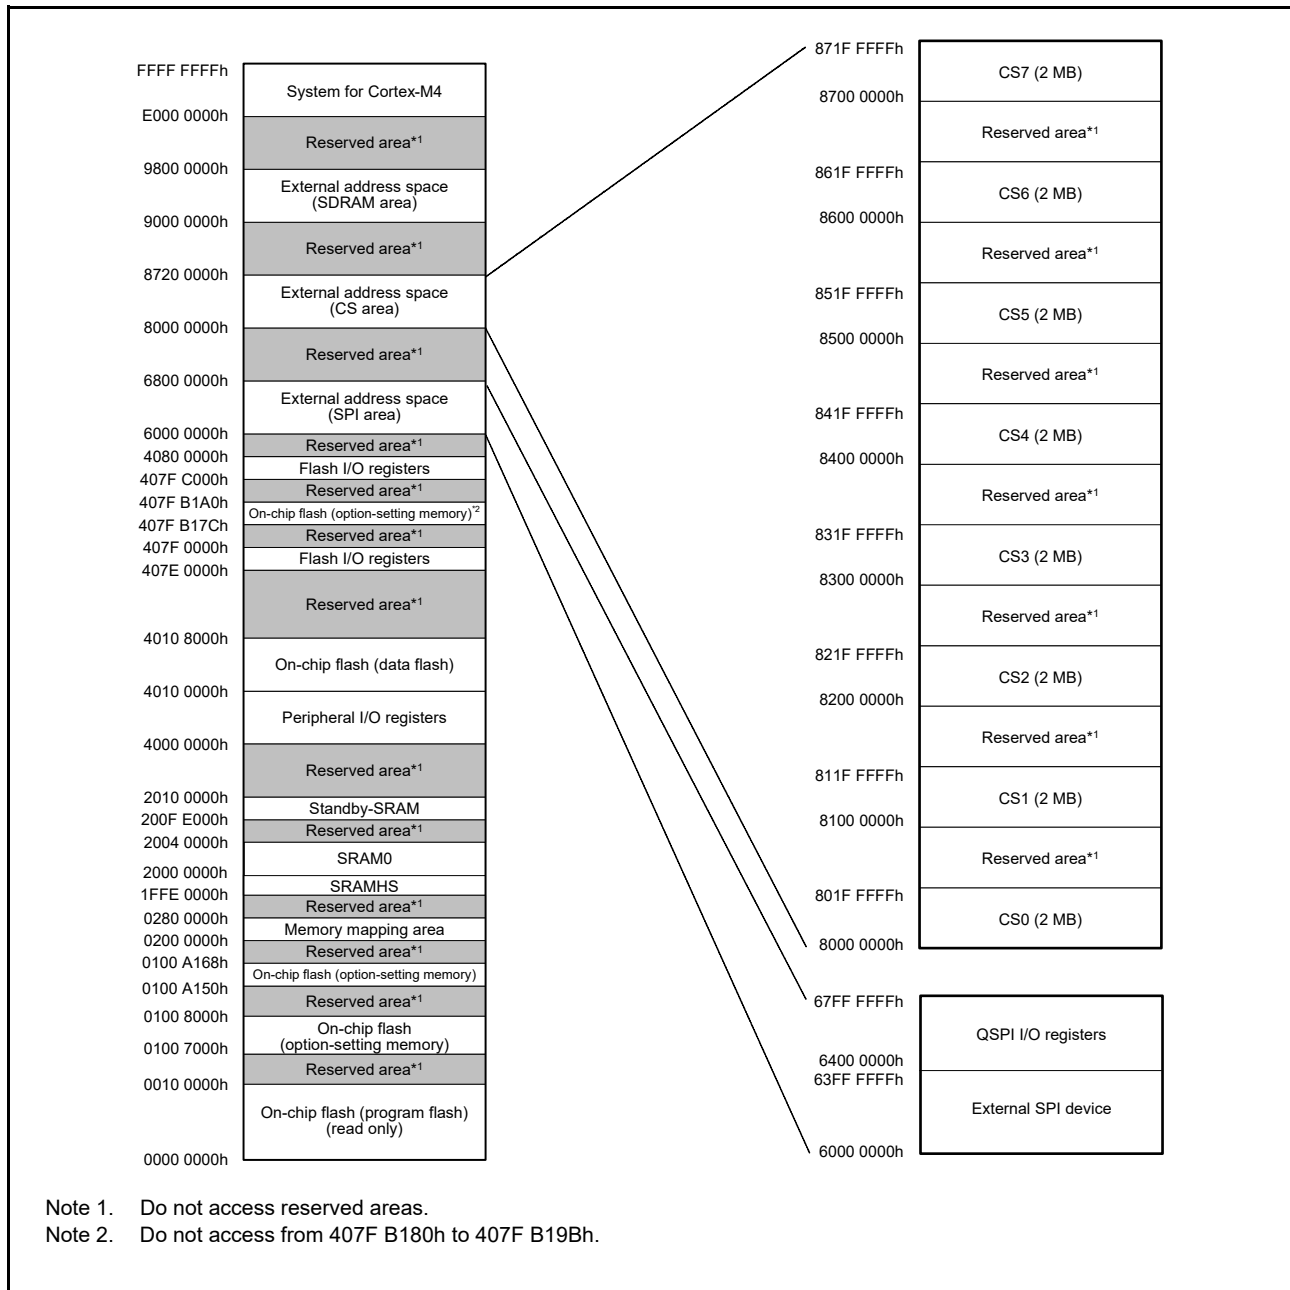 FFFF FFFFh
System for Cortex-M4
E000 0000h
Reserved area*1
9800 0000h
External address space
(SDRAM area)
9000 0000h
Reserved area*1
8720 0000h
External address space
(CS area)
8000 0000h
Reserved area*1
6800 0000h
External address space
(SPI area)
6000 0000h
Reserved area*1
4080 0000h
Flash I/O registers
407F C000h
Reserved area*1
407F B1A0h
On-chip flash (option-setting memory)*2
407F B17Ch
Reserved area*1
407F 0000h
Flash I/O registers
407E 0000h
Reserved area*1
4010 8000h
On-chip flash (data flash)
4010 0000h
Peripheral I/O registers
4000 0000h
Reserved area*1
2010 0000h
Standby-SRAM
200F E000h
Reserved area*1
2004 0000h
SRAM0
2000 0000h
SRAMHS
1FFE 0000h
Reserved area*1
0280 0000h
Memory mapping area
0200 0000h
Reserved area*1
0100 A168h
On-chip flash (option-setting memory)
0100 A150h
Reserved area*1
0100 8000h
On-chip flash
(option-setting memory)
0100 7000h
Reserved area*1
0010 0000h
On-chip flash (program flash)
(read only)
0000 0000h
871F FFFFh
CS7 (2 MB)
8700 0000h
Reserved area*1
861F FFFFh
CS6 (2 MB)
8600 0000h
Reserved area*1
851F FFFFh
CS5 (2 MB)
8500 0000h
Reserved area*1
841F FFFFh
CS4 (2 MB)
8400 0000h
Reserved area*1
831F FFFFh
CS3 (2 MB)
8300 0000h
Reserved area*1
821F FFFFh
CS2 (2 MB)
8200 0000h
Reserved area*1
811F FFFFh
CS1 (2 MB)
8100 0000h
Reserved area*1
801F FFFFh
CS0 (2 MB)
8000 0000h
67FF FFFFh
QSPI I/O registers
6400 0000h
63FF FFFFh
External SPI device
6000 0000h
Note 1. Do not access reserved areas.
Note 2. Do not access from 407F B180h to 407F B19Bh.